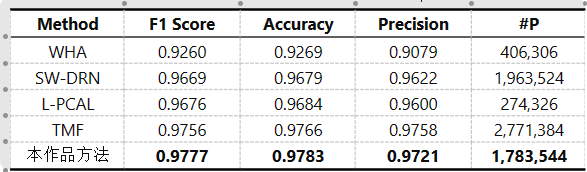 Method F1 Score Accuracy Precision #P
WHA 0.9260 0.9269 0.9079 406,306
SW-DRN 0.9669 0.9679 0.9622 1,963,524
L-PCAL 0.9676 0.9684 0.9600 274,326
TMF 0.9756 0.9766 0.9758 2,771,384
本作品方法 0.9777 0.9783 0.9721 1,783,544